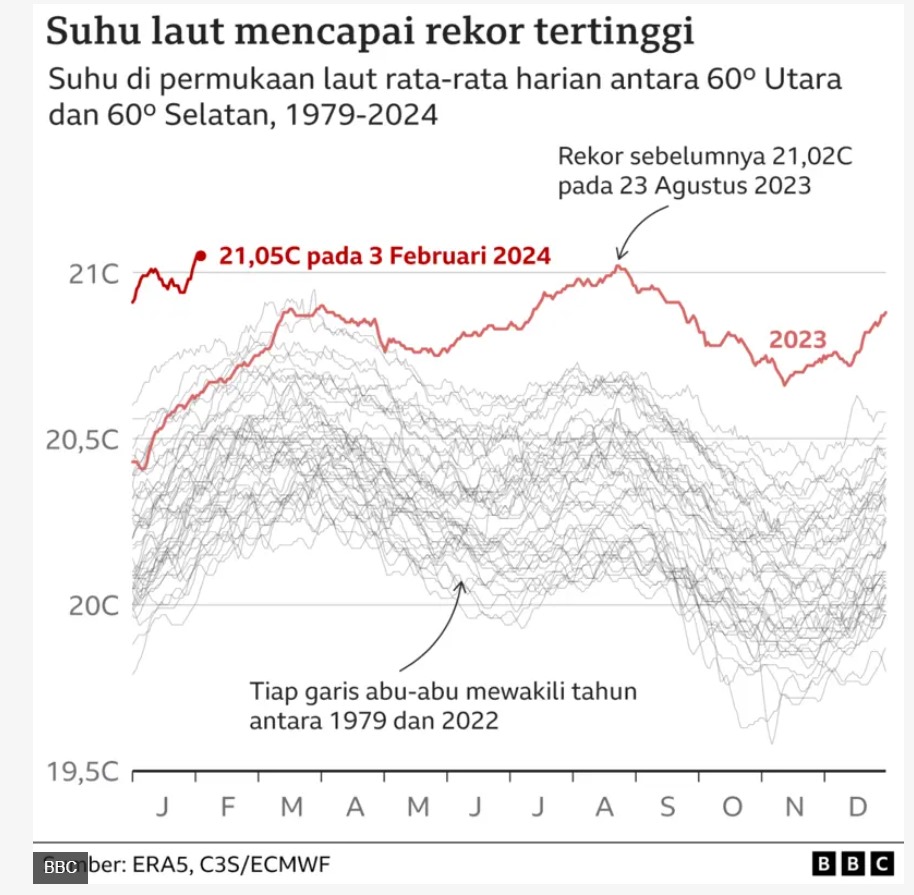 Suhu laut mencapai rekor tertinggi
Suhu di permukaan laut rata-rata harian antara 60º Utara
dan 60º Selatan, 1979-2024
Rekor sebelumnya 21,02C
pada 23 Agustus 2023
21,05C pada 3 Februari 2024
21C
2023
20,5C
20C
Tiap garis abu-abu mewakili tahun
antara 1979 dan 2022
19,5C
J F M A M J J A S O N D
BBC
mber: ERA5, C3S/ECMWF
BBC